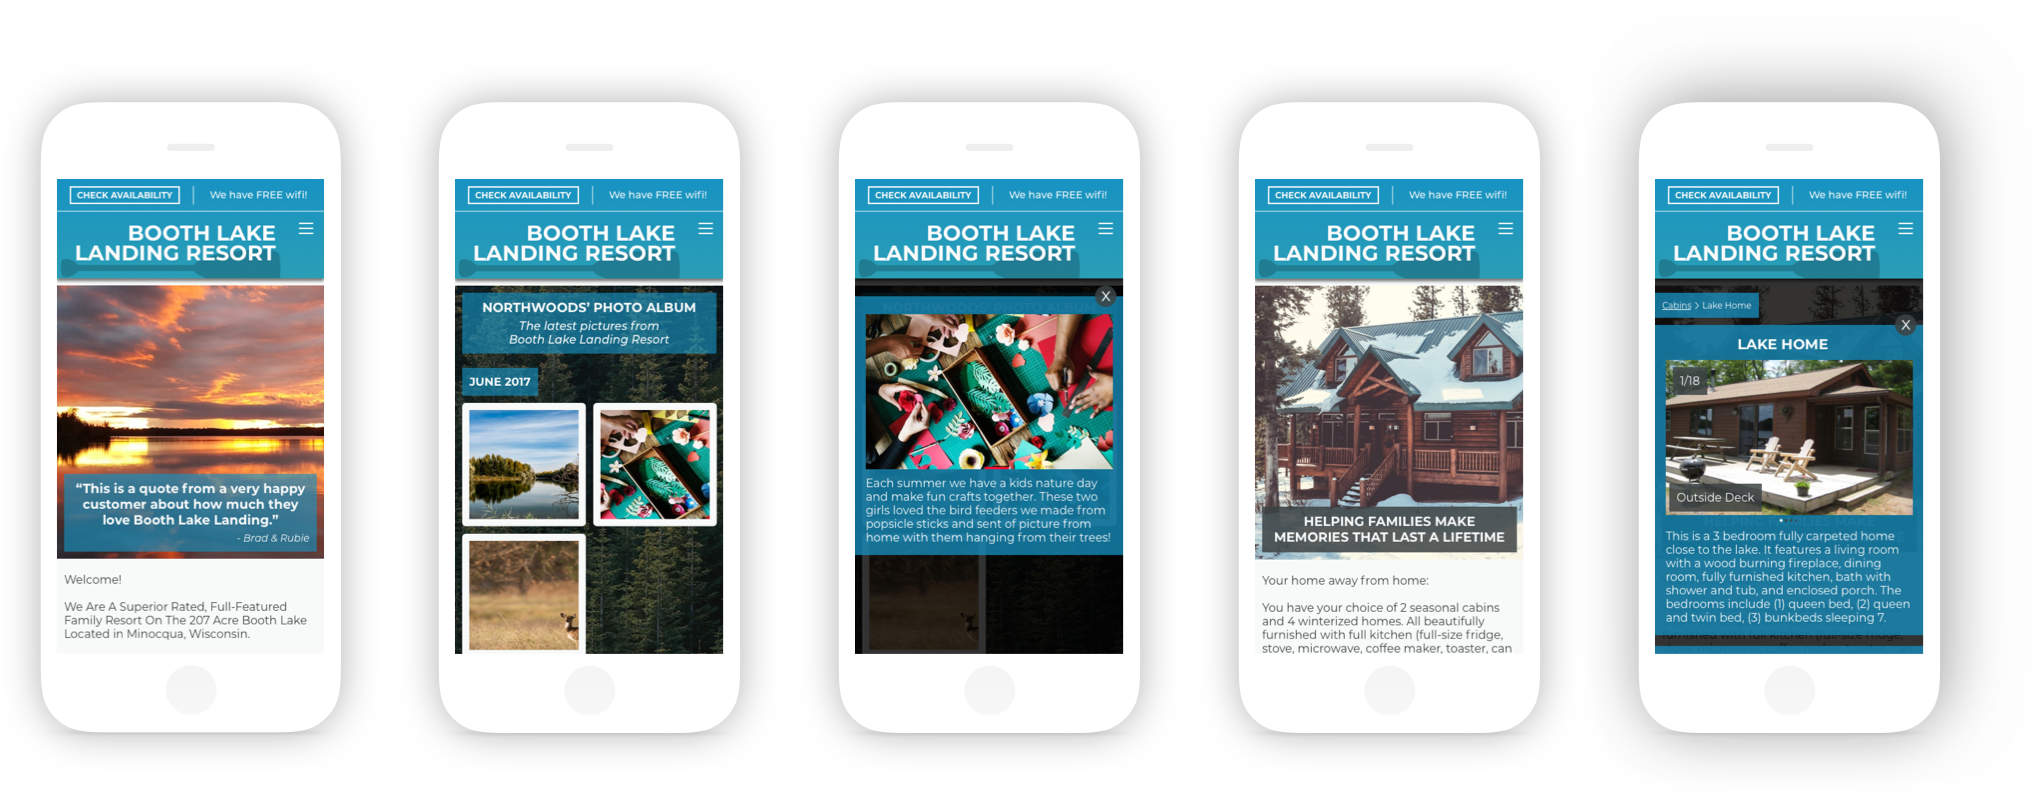 CHECK AVAILABILITY
We have FREE wifi!
BOOTH LAKE
LANDING RESORT
“This is a quote from a very happy
customer about how much they
love Booth Lake Landing.”
- Brad & Rubie
Welcome!
We Are A Superior Rated, Full-Featured
Family Resort On The 207 Acre Booth Lake
Located in Minocqua, Wisconsin.
CHECK AVAILABILITY
We have FREE wifi!
BOOTH LAKE
LANDING RESORT
NORTHWOODS’ PHOTO ALBUM
The latest pictures from
Booth Lake Landing Resort
JUNE 2017
CHECK AVAILABILITY
We have FREE wifi!
BOOTH LAKE
LANDING RESORT
X
Each summer we have a kids nature day
and make fun crafts together. These two
girls loved the bird feeders we made from
popsicle sticks and sent of picture from
home with them hanging from their trees!
CHECK AVAILABILITY
We have FREE wifi!
BOOTH LAKE
LANDING RESORT
HELPING FAMILIES MAKE
MEMORIES THAT LAST A LIFETIME
Your home away from home:
You have your choice of 2 seasonal cabins
and 4 winterized homes. All beautifully
furnished with full kitchen (full-size fridge,
stove, microwave, coffee maker, toaster, can
CHECK AVAILABILITY
We have FREE wifi!
BOOTH LAKE
LANDING RESORT
Cabins > Lake Home
X
LAKE HOME
1/18
Outside Deck
HELPING FAMILIES MAKE
This is a 3 bedroom fully carpeted home
close to the lake. It features a living room
with a wood burning fireplace, dining
room, fully furnished kitchen, bath with
shower and tub, and enclosed porch. The
bedrooms include (1) queen bed, (2) queen
and twin bed, (3) bunkbeds sleeping 7.
furnished with full kitchen (full-size fridge,